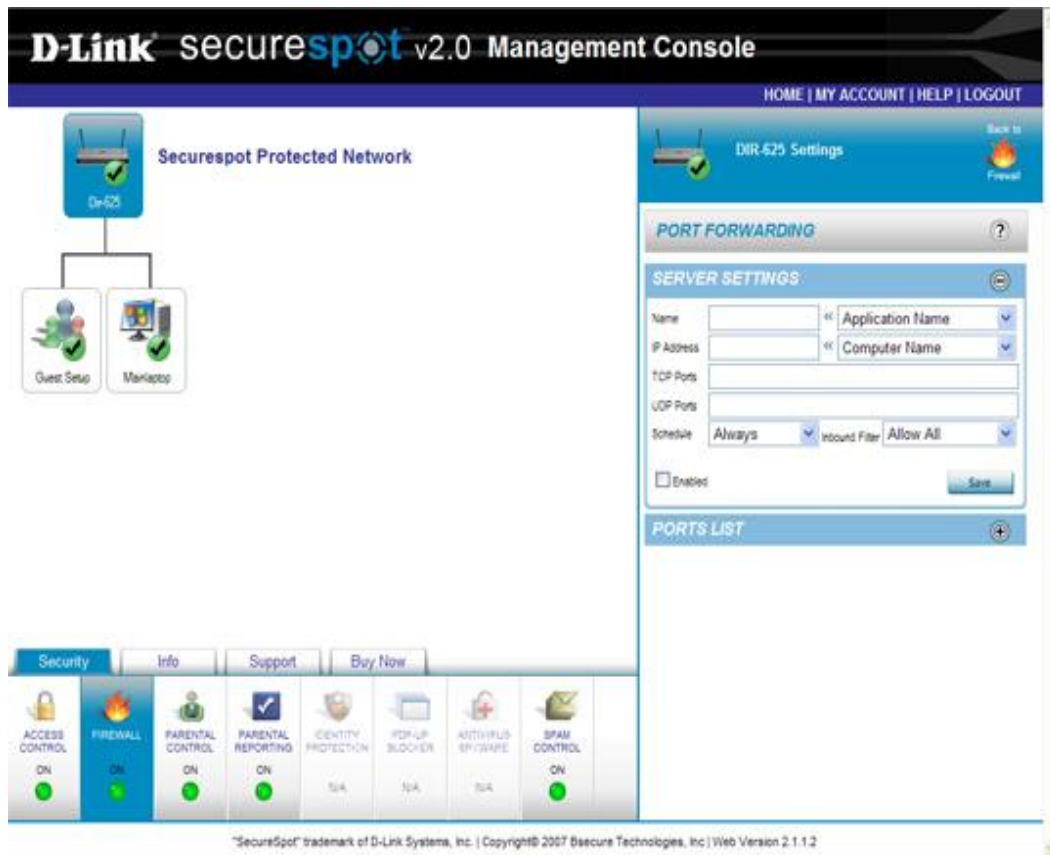 D-Link securespot v2.0 Management Console
HOME | MY ACCOUNT | HELP | LOGOUT
Dir-625
Securespot Protected Network
DIR-625 Settings
Back to
Firewall
Guest Setup
Mainlaptop
PORT FORWARDING
?
SERVER SETTINGS
Name « Application Name
IP Address « Computer Name
TCP Ports
UDP Ports
Schedule Always Inbound Filter Allow All
Enabled
Save
PORTS LIST
Security Info Support Buy Now
ACCESS CONTROL
ON
FIREWALL
ON
PARENTAL CONTROL
ON
PARENTAL REPORTING
ON
IDENTITY PROTECTION
N/A
POP-UP BLOCKER
N/A
ANTIVIRUS SPYWARE
N/A
SPAM CONTROL
ON
"SecureSpot" trademark of D-Link Systems, Inc. | Copyright© 2007 Bsecure Technologies, Inc | Web Version 2.1.1.2